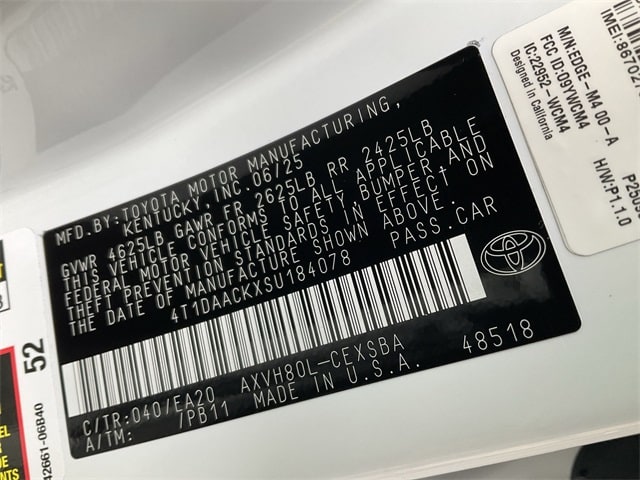 MFD.BY:TOYOTA MOTOR MANUFACTURING,
KENTUCKY,INC.06/25
GVWR 4625LB GAWR FR 2625LB RR 2425LB
THIS VEHICLE CONFORMS TO ALL APPLICABLE
FEDERAL MOTOR VEHICLE SAFETY,BUMPER,AND
THEFT PREVENTION STANDARDS IN EFFECT ON
THE DATE OF MANUFACTURE SHOWN ABOVE.
4T1DAACKXSU184078 PASS.CAR
C/TR:040/EA20 AXVH80L-CEXSBA
A/TM: /PB11 MADE IN U.S.A. 48518
M/N:EDGE-M4 00-A
FCC ID:O9YWCM4
IC:22952-WCM4
Designed in California
H/W:P1.1.0
52
42661-06B40